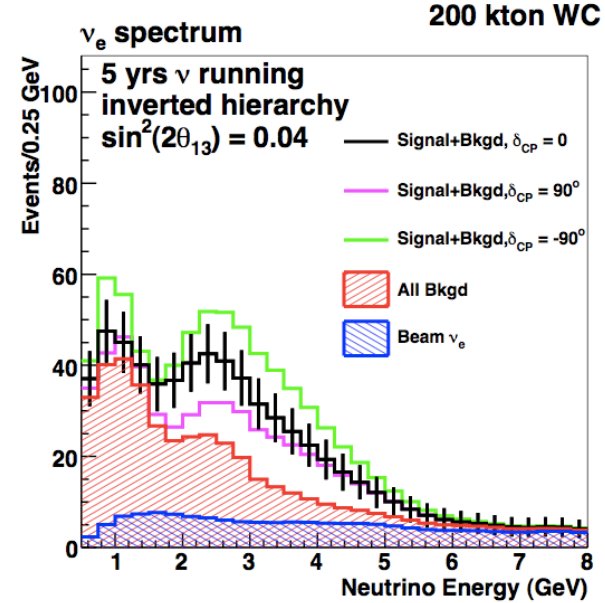 200 kton WC
νe spectrum
5 yrs ν running
inverted hierarchy
sin²(2θ13) = 0.04
Signal+Bkgd, δCP = 0
Signal+Bkgd,δCP = 90°
Signal+Bkgd,δCP = -90°
All Bkgd
Beam νe
Events/0.25 GeV
100
80
60
40
20
0
1 2 3 4 5 6 7 8
Neutrino Energy (GeV)